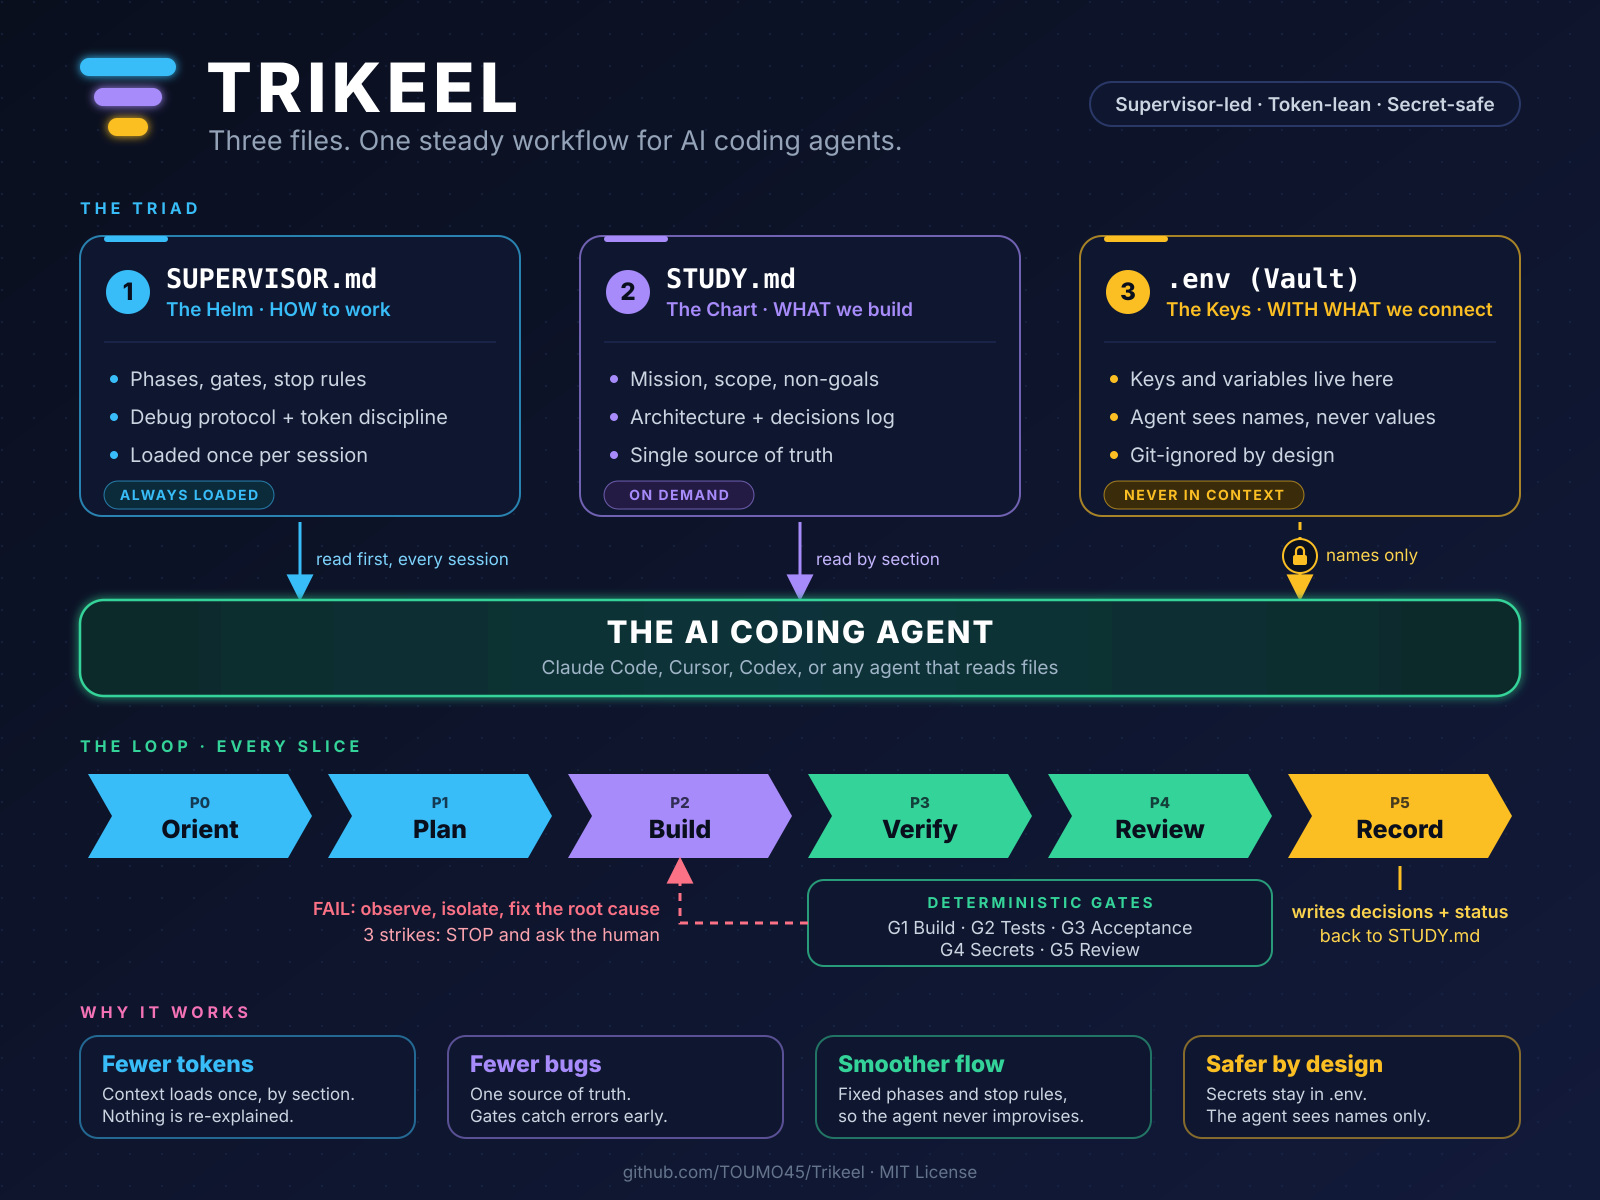 TRIKEEL
Three files. One steady workflow for AI coding agents.
Supervisor-led · Token-lean · Secret-safe
THE TRIAD
1
SUPERVISOR.md
The Helm · HOW to work
Phases, gates, stop rules
Debug protocol + token discipline
Loaded once per session
ALWAYS LOADED
2
STUDY.md
The Chart · WHAT we build
Mission, scope, non-goals
Architecture + decisions log
Single source of truth
ON DEMAND
3
.env (Vault)
The Keys · WITH WHAT we connect
Keys and variables live here
Agent sees names, never values
Git-ignored by design
NEVER IN CONTEXT
read first, every session
read by section
names only
THE AI CODING AGENT
Claude Code, Cursor, Codex, or any agent that reads files
THE LOOP · EVERY SLICE
P0
Orient
P1
Plan
P2
Build
P3
Verify
P4
Review
P5
Record
FAIL: observe, isolate, fix the root cause
3 strikes: STOP and ask the human
DETERMINISTIC GATES
G1 Build · G2 Tests · G3 Acceptance
G4 Secrets · G5 Review
writes decisions + status
back to STUDY.md
WHY IT WORKS
Fewer tokens
Context loads once, by section.
Nothing is re-explained.
Fewer bugs
One source of truth.
Gates catch errors early.
Smoother flow
Fixed phases and stop rules,
so the agent never improvises.
Safer by design
Secrets stay in .env.
The agent sees names only.
github.com/TOUMO45/Trikeel · MIT License